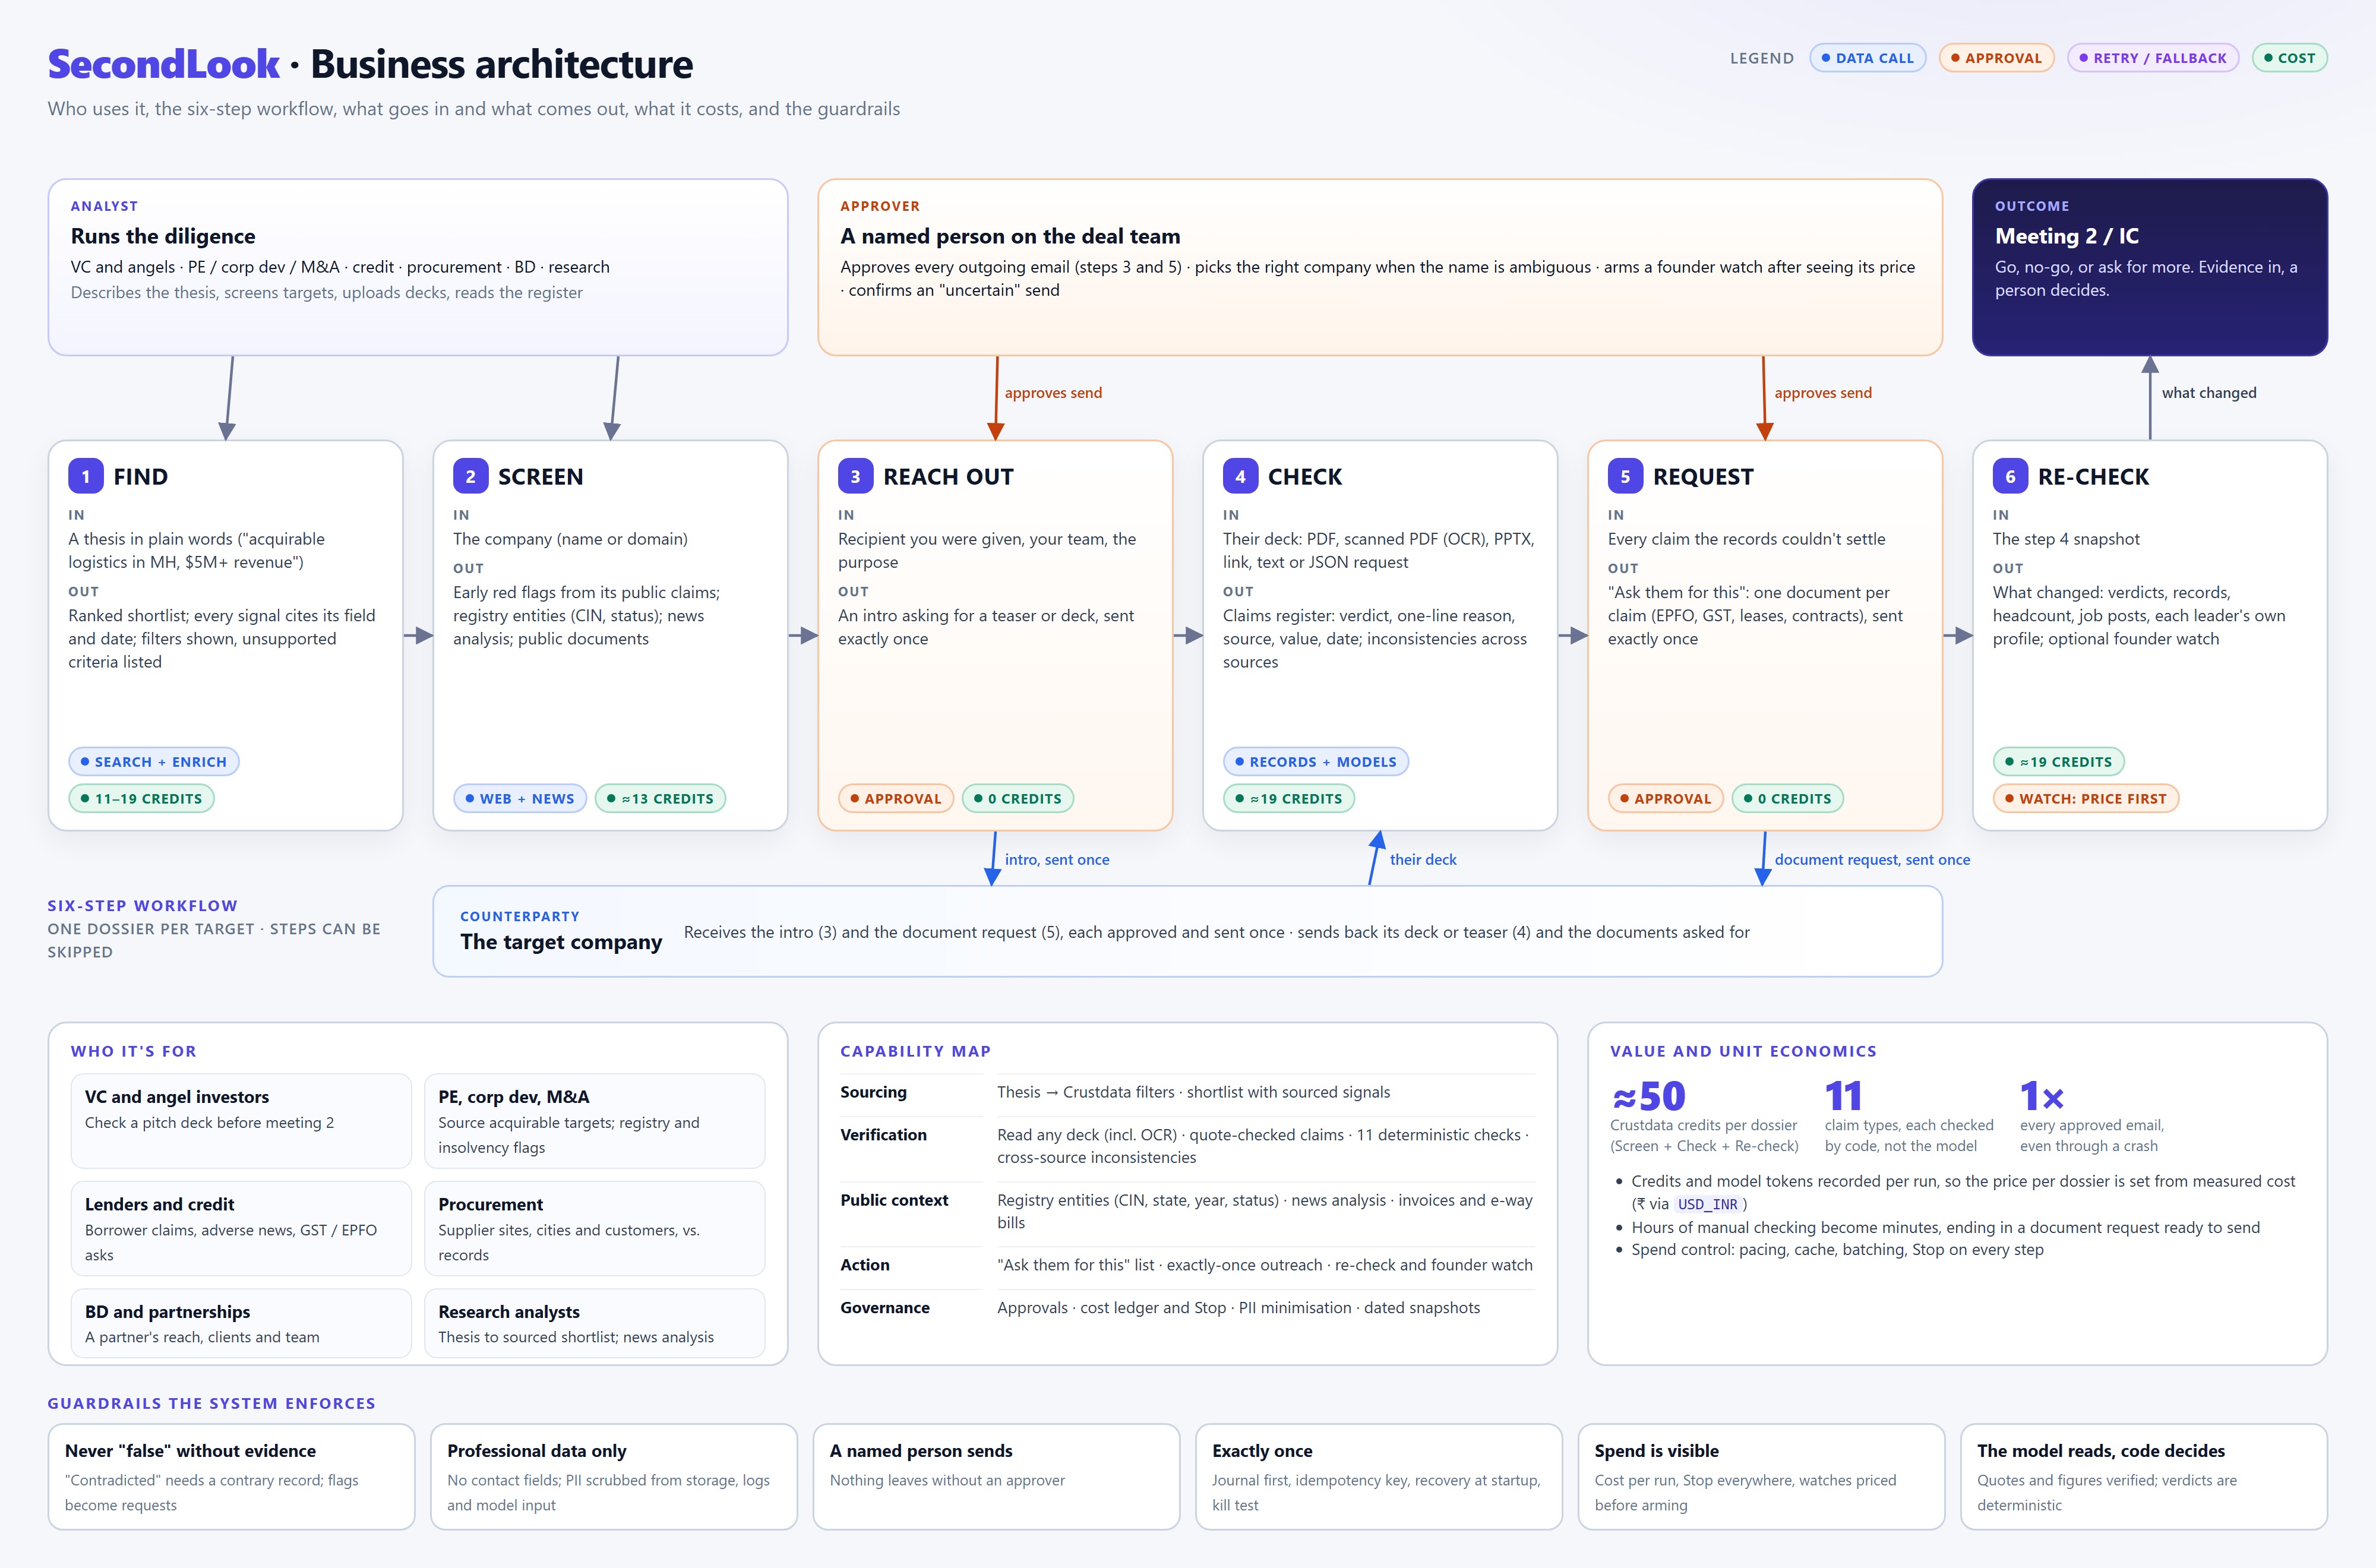 SecondLook · Business architecture
Who uses it, the six-step workflow, what goes in and what comes out, what it costs, and the guardrails
LEGEND
DATA CALL
APPROVAL
RETRY / FALLBACK
COST
ANALYST
Runs the diligence
VC and angels · PE / corp dev / M&A · credit · procurement · BD · research
Describes the thesis, screens targets, uploads decks, reads the register
APPROVER
A named person on the deal team
Approves every outgoing email (steps 3 and 5) · picks the right company when the name is ambiguous · arms a founder watch after seeing its price
· confirms an "uncertain" send
OUTCOME
Meeting 2 / IC
Go, no-go, or ask for more. Evidence in, a
person decides.
approves send
approves send
what changed
1 FIND
IN
A thesis in plain words ("acquirable
logistics in MH, $5M+ revenue")
OUT
Ranked shortlist; every signal cites its field
and date; filters shown, unsupported
criteria listed
SEARCH + ENRICH
11–19 CREDITS
2 SCREEN
IN
The company (name or domain)
OUT
Early red flags from its public claims;
registry entities (CIN, status); news
analysis; public documents
WEB + NEWS
≈13 CREDITS
3 REACH OUT
IN
Recipient you were given, your team, the
purpose
OUT
An intro asking for a teaser or deck, sent
exactly once
APPROVAL
0 CREDITS
4 CHECK
IN
Their deck: PDF, scanned PDF (OCR), PPTX,
link, text or JSON request
OUT
Claims register: verdict, one-line reason,
source, value, date; inconsistencies across
sources
RECORDS + MODELS
≈19 CREDITS
5 REQUEST
IN
Every claim the records couldn't settle
OUT
"Ask them for this": one document per
claim (EPFO, GST, leases, contracts), sent
exactly once
APPROVAL
0 CREDITS
6 RE-CHECK
IN
The step 4 snapshot
OUT
What changed: verdicts, records,
headcount, job posts, each leader's own
profile; optional founder watch
≈19 CREDITS
WATCH: PRICE FIRST
intro, sent once
their deck
document request, sent once
SIX-STEP WORKFLOW
ONE DOSSIER PER TARGET · STEPS CAN BE
SKIPPED
COUNTERPARTY
The target company
Receives the intro (3) and the document request (5), each approved and sent once · sends back its deck or teaser (4) and the documents asked for
WHO IT'S FOR
VC and angel investors
Check a pitch deck before meeting 2
PE, corp dev, M&A
Source acquirable targets; registry and
insolvency flags
Lenders and credit
Borrower claims, adverse news, GST / EPFO
asks
Procurement
Supplier sites, cities and customers, vs.
records
BD and partnerships
A partner's reach, clients and team
Research analysts
Thesis to sourced shortlist; news analysis
CAPABILITY MAP
Sourcing
Thesis → Crustdata filters · shortlist with sourced signals
Verification
Read any deck (incl. OCR) · quote-checked claims · 11 deterministic checks ·
cross-source inconsistencies
Public context
Registry entities (CIN, state, year, status) · news analysis · invoices and e-way
bills
Action
"Ask them for this" list · exactly-once outreach · re-check and founder watch
Governance
Approvals · cost ledger and Stop · PII minimisation · dated snapshots
VALUE AND UNIT ECONOMICS
≈50
Crustdata credits per dossier
(Screen + Check + Re-check)
11
claim types, each checked
by code, not the model
1×
every approved email,
even through a crash
• Credits and model tokens recorded per run, so the price per dossier is set from measured cost
(₹ via USD_INR)
• Hours of manual checking become minutes, ending in a document request ready to send
• Spend control: pacing, cache, batching, Stop on every step
GUARDRAILS THE SYSTEM ENFORCES
Never "false" without evidence
"Contradicted" needs a contrary record; flags
become requests
Professional data only
No contact fields; PII scrubbed from storage, logs
and model input
A named person sends
Nothing leaves without an approver
Exactly once
Journal first, idempotency key, recovery at startup,
kill test
Spend is visible
Cost per run, Stop everywhere, watches priced
before arming
The model reads, code decides
Quotes and figures verified; verdicts are
deterministic